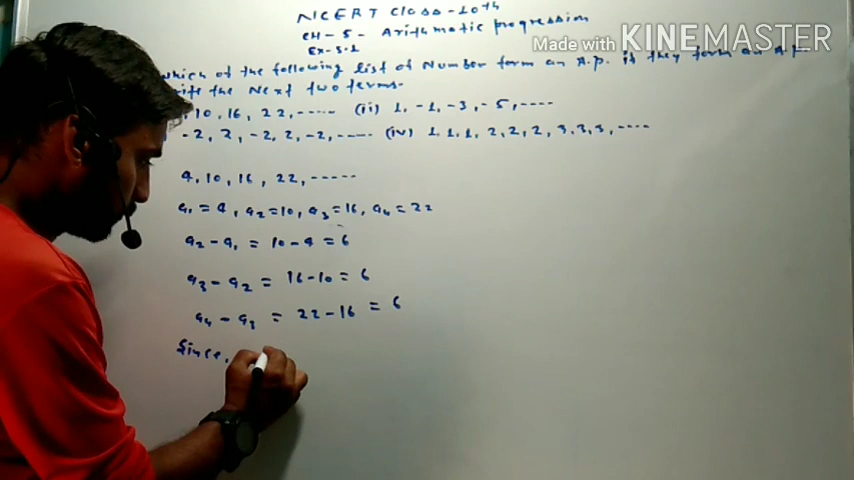 NCERT Class-10th
CH-5- Arithmatic progression
Ex-5.1
Made with KINEMASTER
which of the following list of Number form an A.P. if they form an A.P
the Next two terms.
10, 16, 22, ..... (ii) 1, -1, -3, -5, ....
-2, 2, -2, 2, -2, ..... (iv) 1, 1, 1, 2, 2, 2, 3, 3, 3, ....
4, 10, 16, 22, .....
a1 = 4, a2 = 10, a3 = 16, a4 = 22
a2 - a1 = 10 - 4 = 6
a3 - a2 = 16 - 10 = 6
a4 - a3 = 22 - 16 = 6
Since,